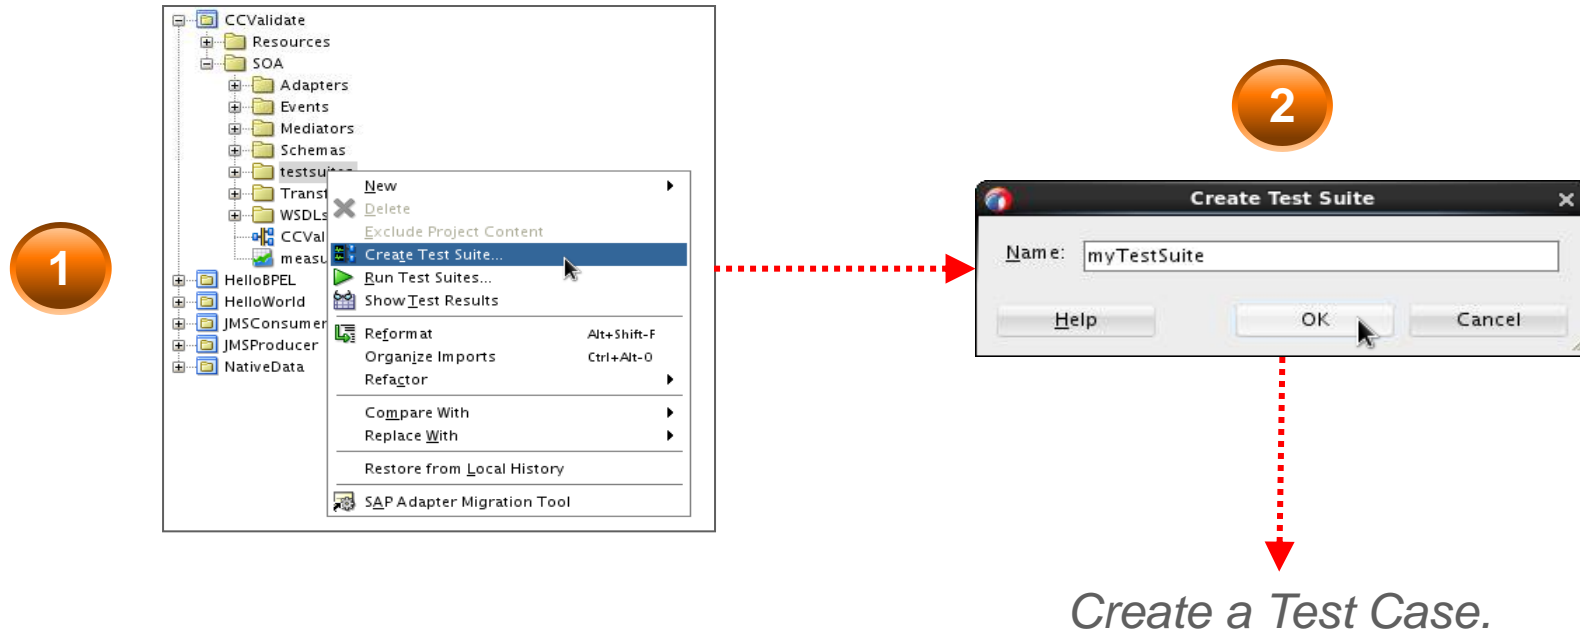 CCValidate
Resources
SOA
Adapters
Events
Mediators
Schemas
testsuites
Transf
WSDLs
CCVal
measu
HelloBPEL
HelloWorld
JMSConsumer
JMSProducer
NativeData
New
Delete
Exclude Project Content
Create Test Suite...
Run Test Suites...
Show Test Results
Reformat Alt+Shift-F
Organize Imports Ctrl+Alt-O
Refactor
Compare With
Replace With
Restore from Local History
SAP Adapter Migration Tool
1
2
Create Test Suite
Name: myTestSuite
Help OK Cancel
Create a Test Case.